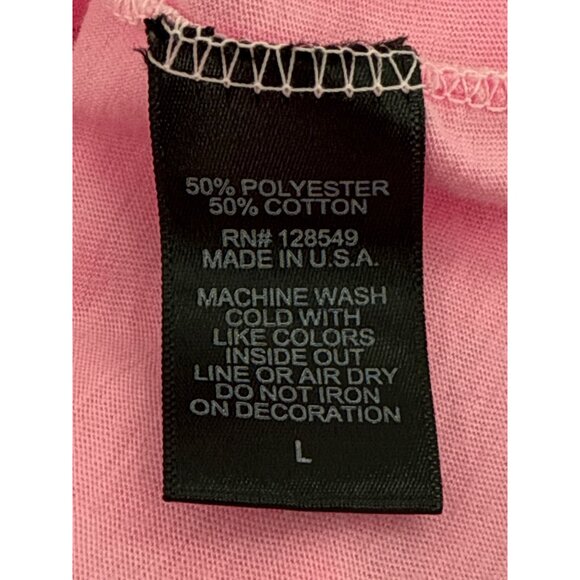 50% POLYESTER
50% COTTON
RN# 128549
MADE IN U.S.A.
MACHINE WASH
COLD WITH
LIKE COLORS
INSIDE OUT
LINE OR AIR DRY
DO NOT IRON
ON DECORATION
L